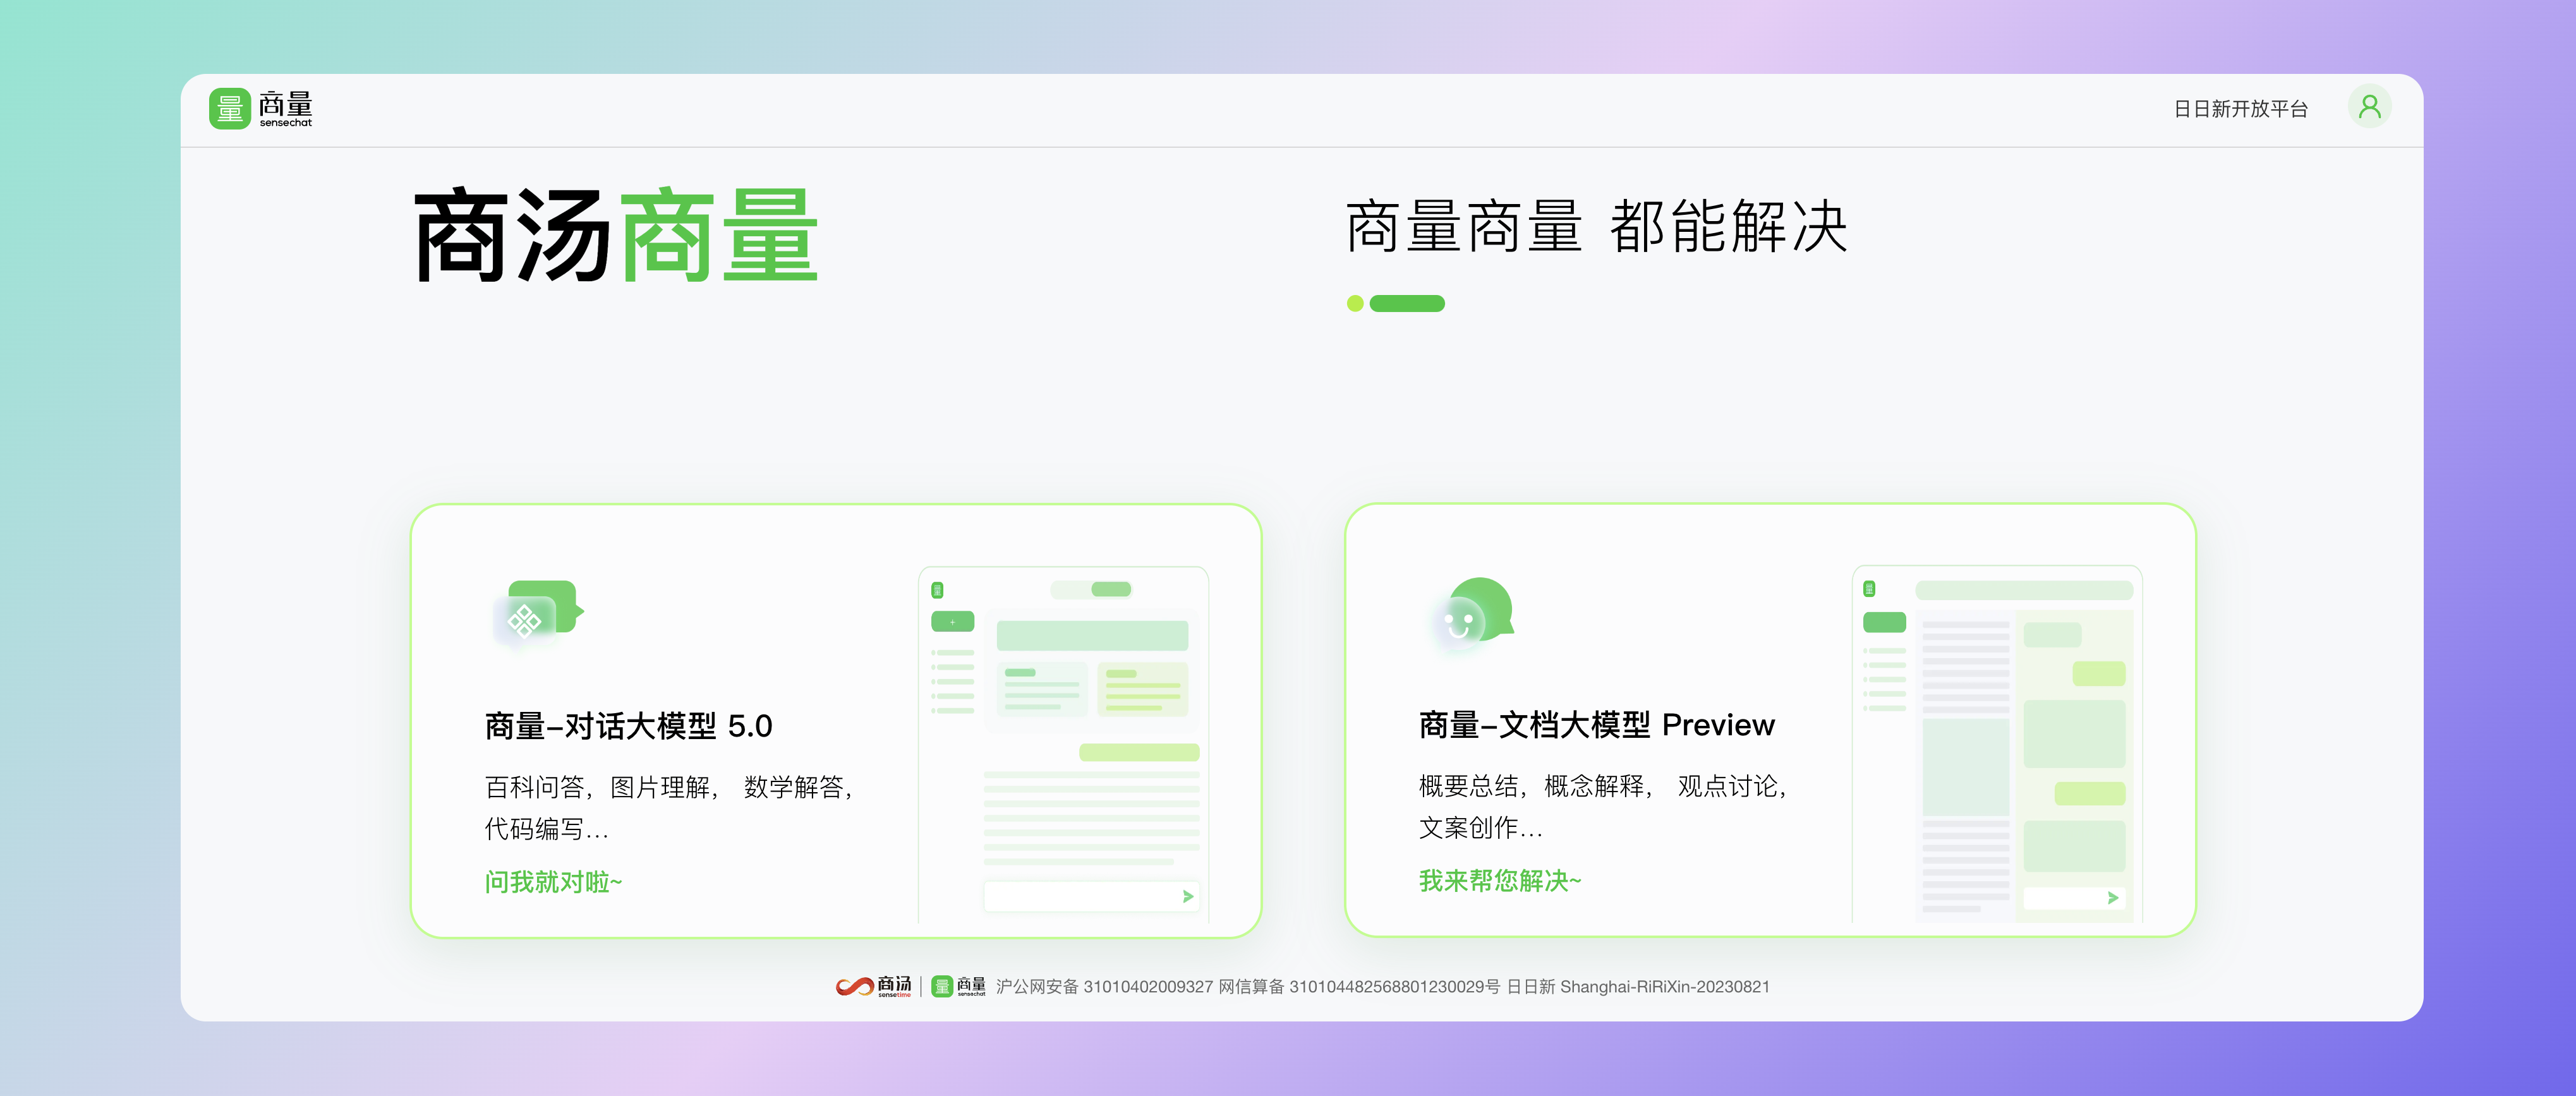 量 商量
sensechat
日日新开放平台
商汤商量
商量商量 都能解决
商量-对话大模型 5.0
百科问答，图片理解， 数学解答，
代码编写...
问我就对啦~
量
+
商量-文档大模型 Preview
概要总结，概念解释， 观点讨论，
文案创作...
我来帮您解决~
量
商汤 sensetime | 量 商量 sensechat 沪公网安备 31010402009327 网信算备 310104482568801230029号 日日新 Shanghai-RiRiXin-20230821